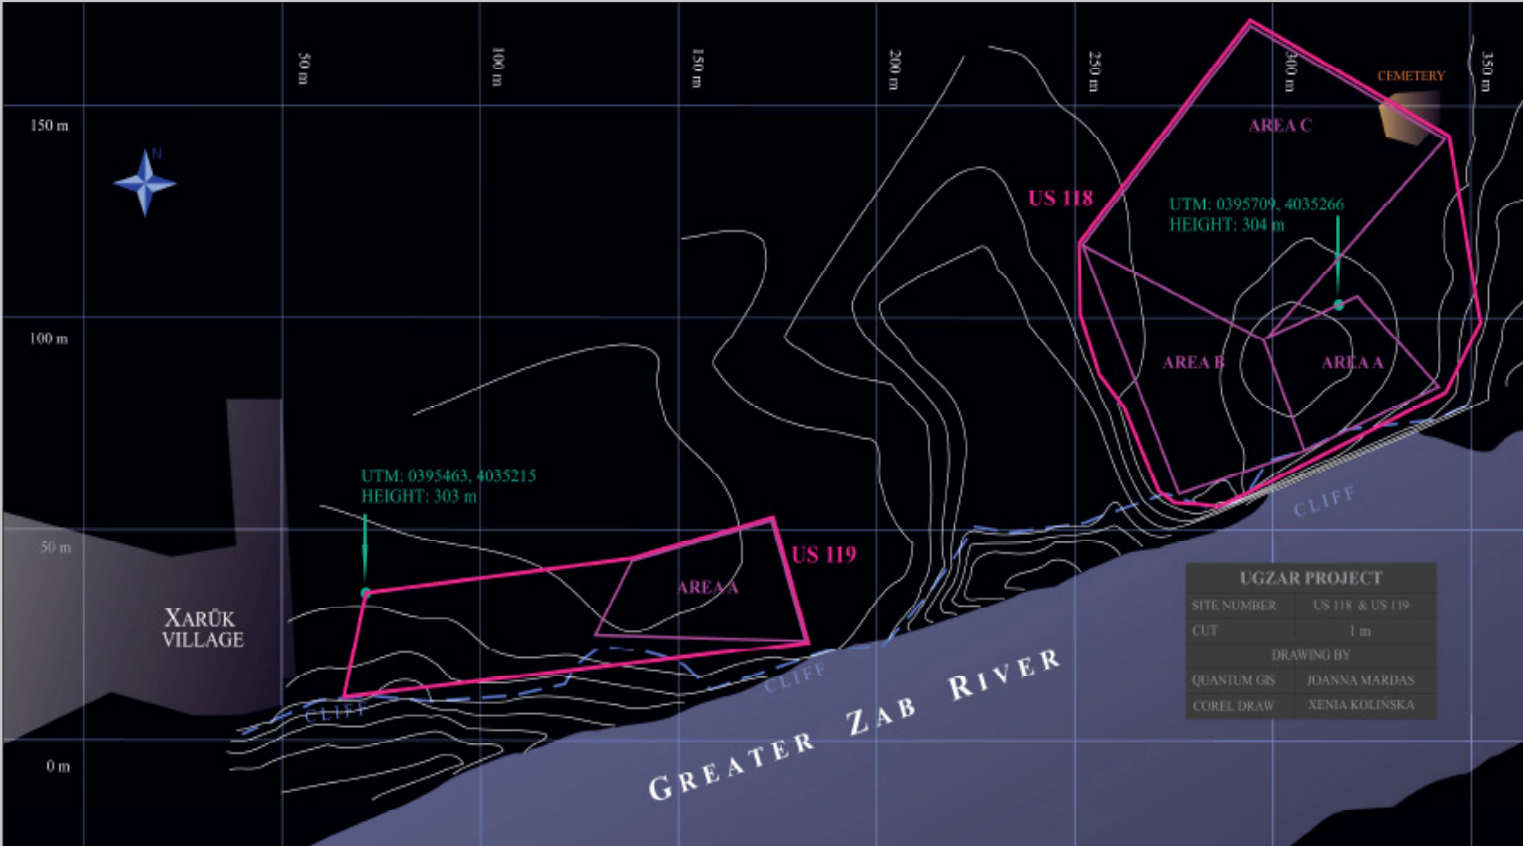 50 m
100 m
150 m
200 m
250 m
300 m
350 m
150 m
100 m
50 m
0 m
N
CEMETERY
AREA C
US 118
UTM: 0395709, 4035266
HEIGHT: 304 m
AREA B
AREA A
UTM: 0395463, 4035215
HEIGHT: 303 m
US 119
AREA A
XARŪK
VILLAGE
CLIFF
CLIFF
CLIFF
GREATER ZAB RIVER
UGZAR PROJECT
SITE NUMBER US 118 & US 119
CUT 1 m
DRAWING BY
QUANTUM GIS JOANNA MARDAS
COREL DRAW XENIA KOLIŃSKA